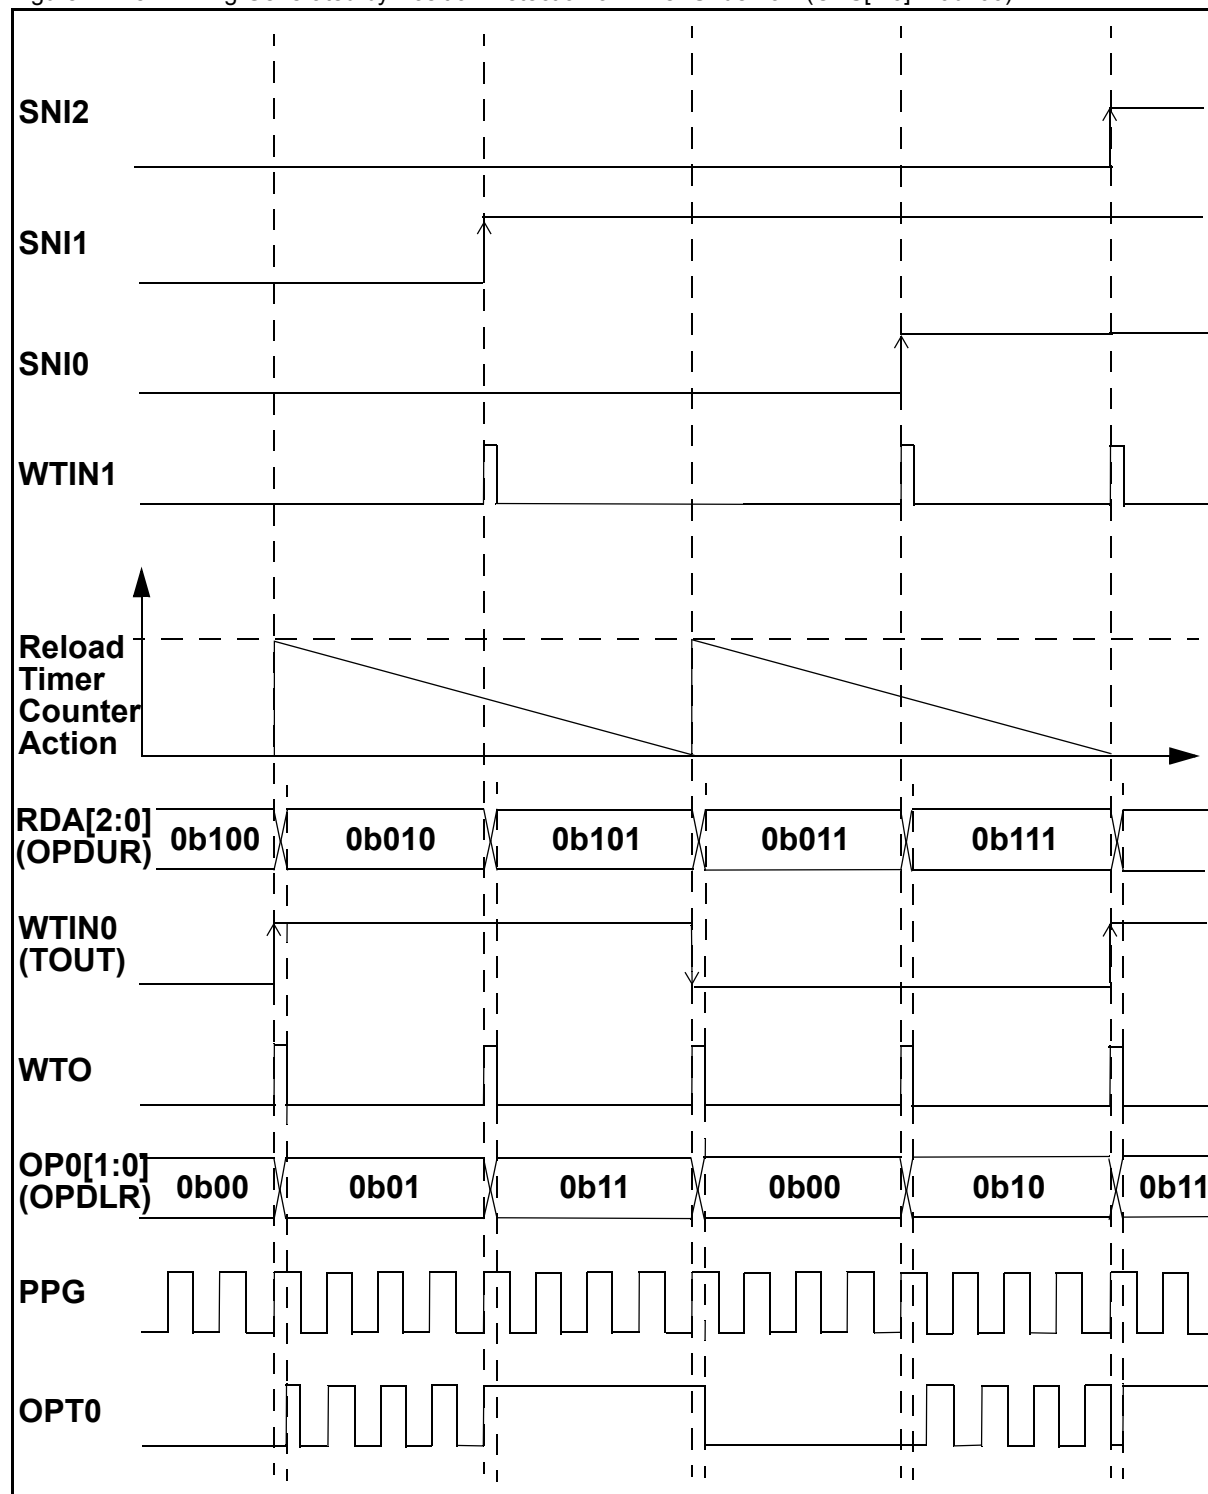 SNI2
SNI1
SNI0
WTIN1
Reload
Timer
Counter
Action
RDA[2:0]
(OPDUR)
0b100
0b010
0b101
0b011
0b111
WTIN0
(TOUT)
WTO
OP0[1:0]
(OPDLR)
0b00
0b01
0b11
0b00
0b10
0b11
PPG
OPT0